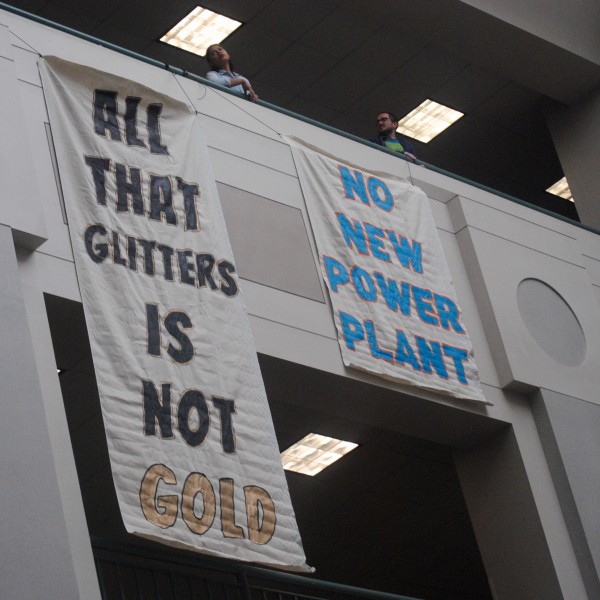 ALL
THAT
GLITTERS
IS
NOT
GOLD
NO
NEW
POWER
PLANT